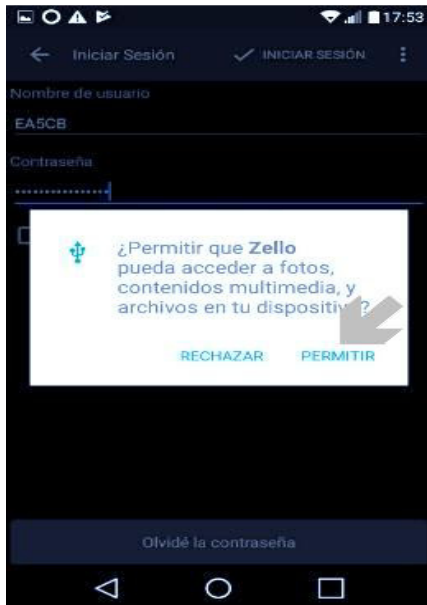 17:53
Iniciar Sesión INICIAR SESIÓN
Nombre de usuario
EA5CB
Contraseña
¿Permitir que Zello
pueda acceder a fotos,
contenidos multimedia, y
archivos en tu dispositivo?
RECHAZAR PERMITIR
Olvidé la contraseña